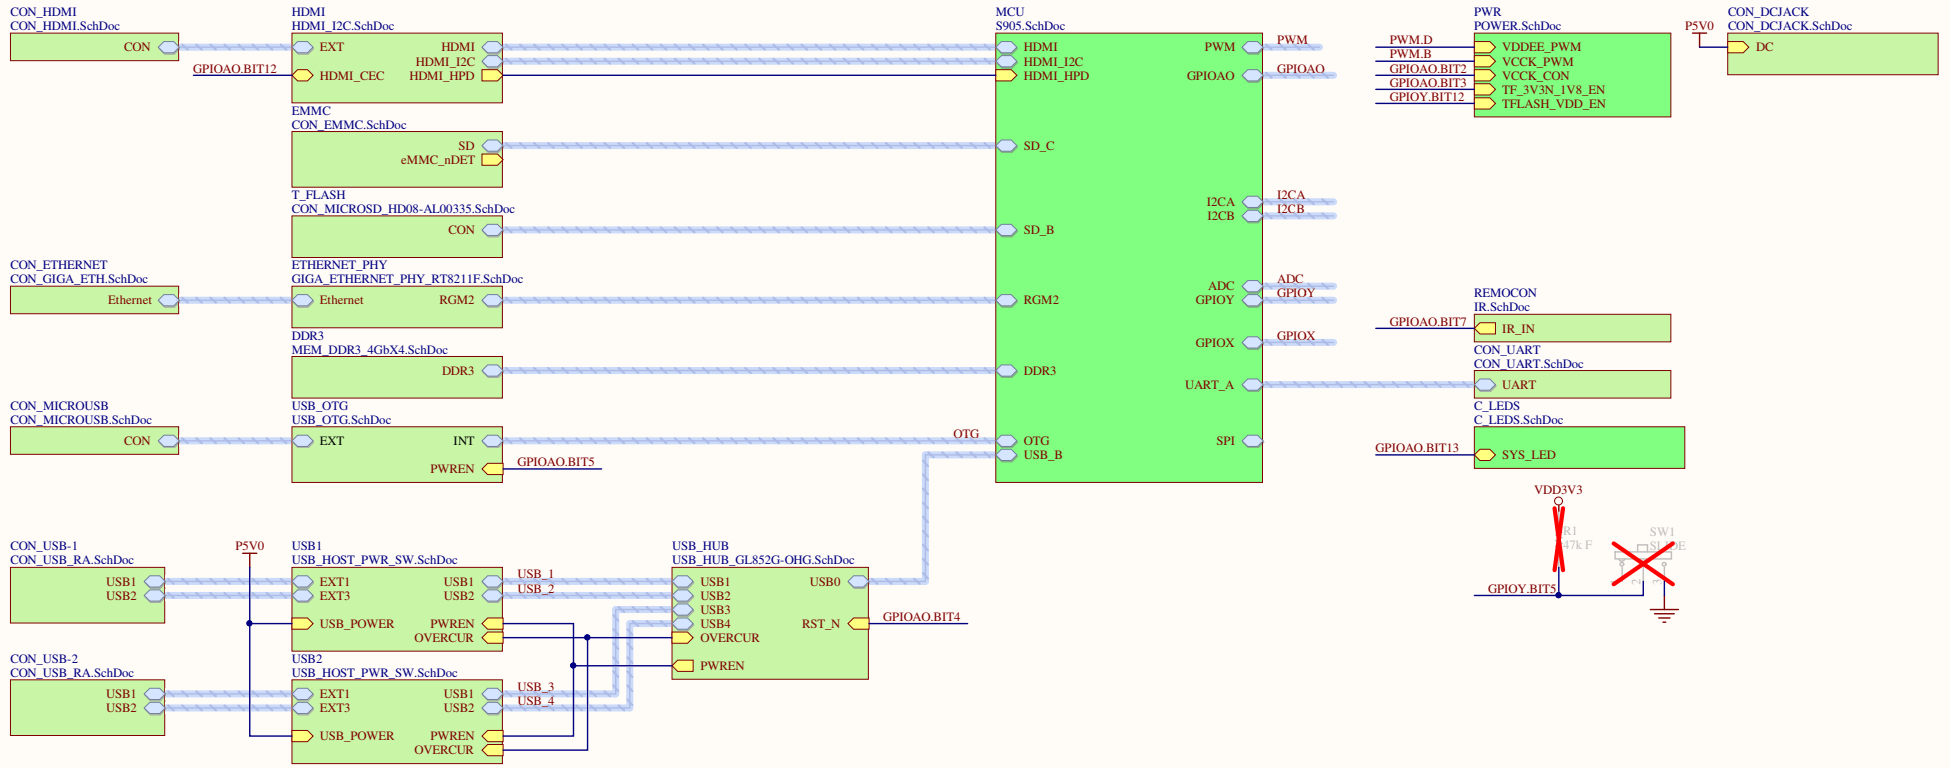 CON_HDMI
CON_HDMI.SchDoc
CON
HDMI
HDMI_I2C.SchDoc
EXT
HDMI
HDMI_I2C
GPIOAO.BIT12
HDMI_CEC
HDMI_HPD
EMMC
CON_EMMC.SchDoc
SD
eMMC_nDET
T_FLASH
CON_MICROSD_HD08-AL00335.SchDoc
CON
CON_ETHERNET
CON_GIGA_ETH.SchDoc
Ethernet
ETHERNET_PHY
GIGA_ETHERNET_PHY_RT8211F.SchDoc
Ethernet
RGM2
DDR3
MEM_DDR3_4GbX4.SchDoc
DDR3
CON_MICROUSB
CON_MICROUSB.SchDoc
CON
USB_OTG
USB_OTG.SchDoc
EXT
INT
PWREN
GPIOAO.BIT5
OTG
MCU
S905.SchDoc
HDMI
HDMI_I2C
HDMI_HPD
SD_C
SD_B
RGM2
DDR3
OTG
USB_B
PWM
GPIOAO
I2CA
I2CB
ADC
GPIOY
GPIOX
UART_A
SPI
PWM
GPIOAO
I2CA
I2CB
ADC
GPIOY
GPIOX
PWR
POWER.SchDoc
PWM.D
VDDEE_PWM
PWM.B
VCCK_PWM
GPIOAO.BIT2
VCCK_CON
GPIOAO.BIT3
TF_3V3N_1V8_EN
GPIOY.BIT12
TFLASH_VDD_EN
P5V0
CON_DCJACK
CON_DCJACK.SchDoc
DC
REMOCON
IR.SchDoc
GPIOAO.BIT7
IR_IN
CON_UART
CON_UART.SchDoc
UART
C_LEDS
C_LEDS.SchDoc
GPIOAO.BIT13
SYS_LED
VDD3V3
R1
47k F
SW1
SLIDE
GPIOY.BIT5
CON_USB-1
CON_USB_RA.SchDoc
USB1
USB2
P5V0
USB1
USB_HOST_PWR_SW.SchDoc
EXT1
EXT3
USB_POWER
USB1
USB2
PWREN
OVERCUR
USB_1
USB_2
CON_USB-2
CON_USB_RA.SchDoc
USB1
USB2
USB2
USB_HOST_PWR_SW.SchDoc
EXT1
EXT3
USB_POWER
USB1
USB2
PWREN
OVERCUR
USB_3
USB_4
USB_HUB
USB_HUB_GL852G-OHG.SchDoc
USB1
USB2
USB3
USB4
OVERCUR
PWREN
USB0
RST_N
GPIOAO.BIT4